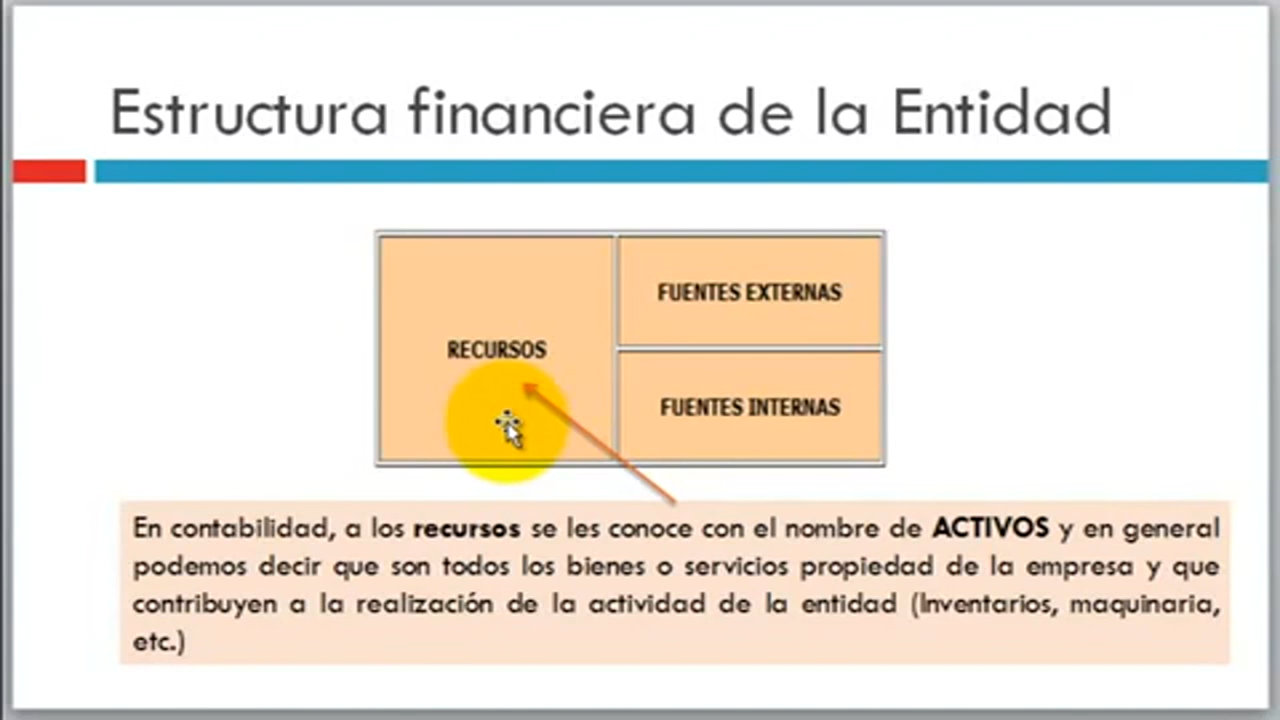 Estructura financiera de la Entidad
RECURSOS
FUENTES EXTERNAS
FUENTES INTERNAS
En contabilidad, a los recursos se les conoce con el nombre de ACTIVOS y en general
podemos decir que son todos los bienes o servicios propiedad de la empresa y que
contribuyen a la realización de la actividad de la entidad (Inventarios, maquinaria,
etc.)